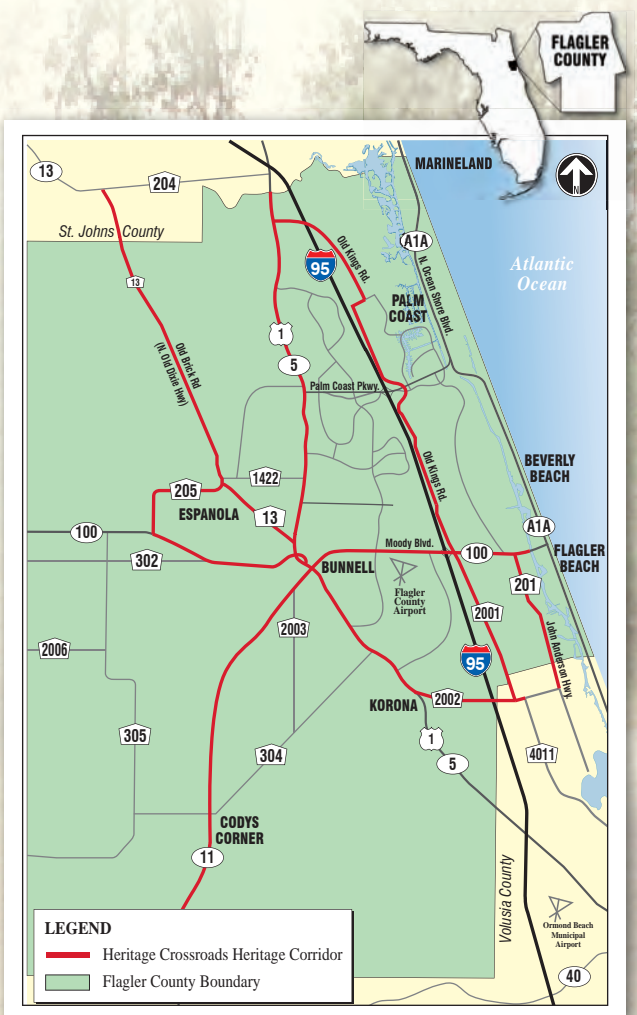 FLAGLER
COUNTY
MARINELAND
N
13
204
St. Johns County
A1A
Old Kings Rd.
95
N. Ocean Shore Blvd.
Atlantic
Ocean
13
PALM
COAST
1
5
Old Brick Rd
(N. Old Dixie Hwy)
Palm Coast Pkwy.
Old Kings Rd.
BEVERLY
BEACH
1422
205
ESPANOLA
13
A1A
100
Moody Blvd.
100
FLAGLER
BEACH
302
BUNNELL
Flagler
County
Airport
201
2001
2003
John Anderson Hwy.
2006
95
KORONA
2002
305
1
304
5
4011
CODYS
CORNER
11
Volusia County
Ormond Beach
Municipal
Airport
40
LEGEND
Heritage Crossroads Heritage Corridor
Flagler County Boundary